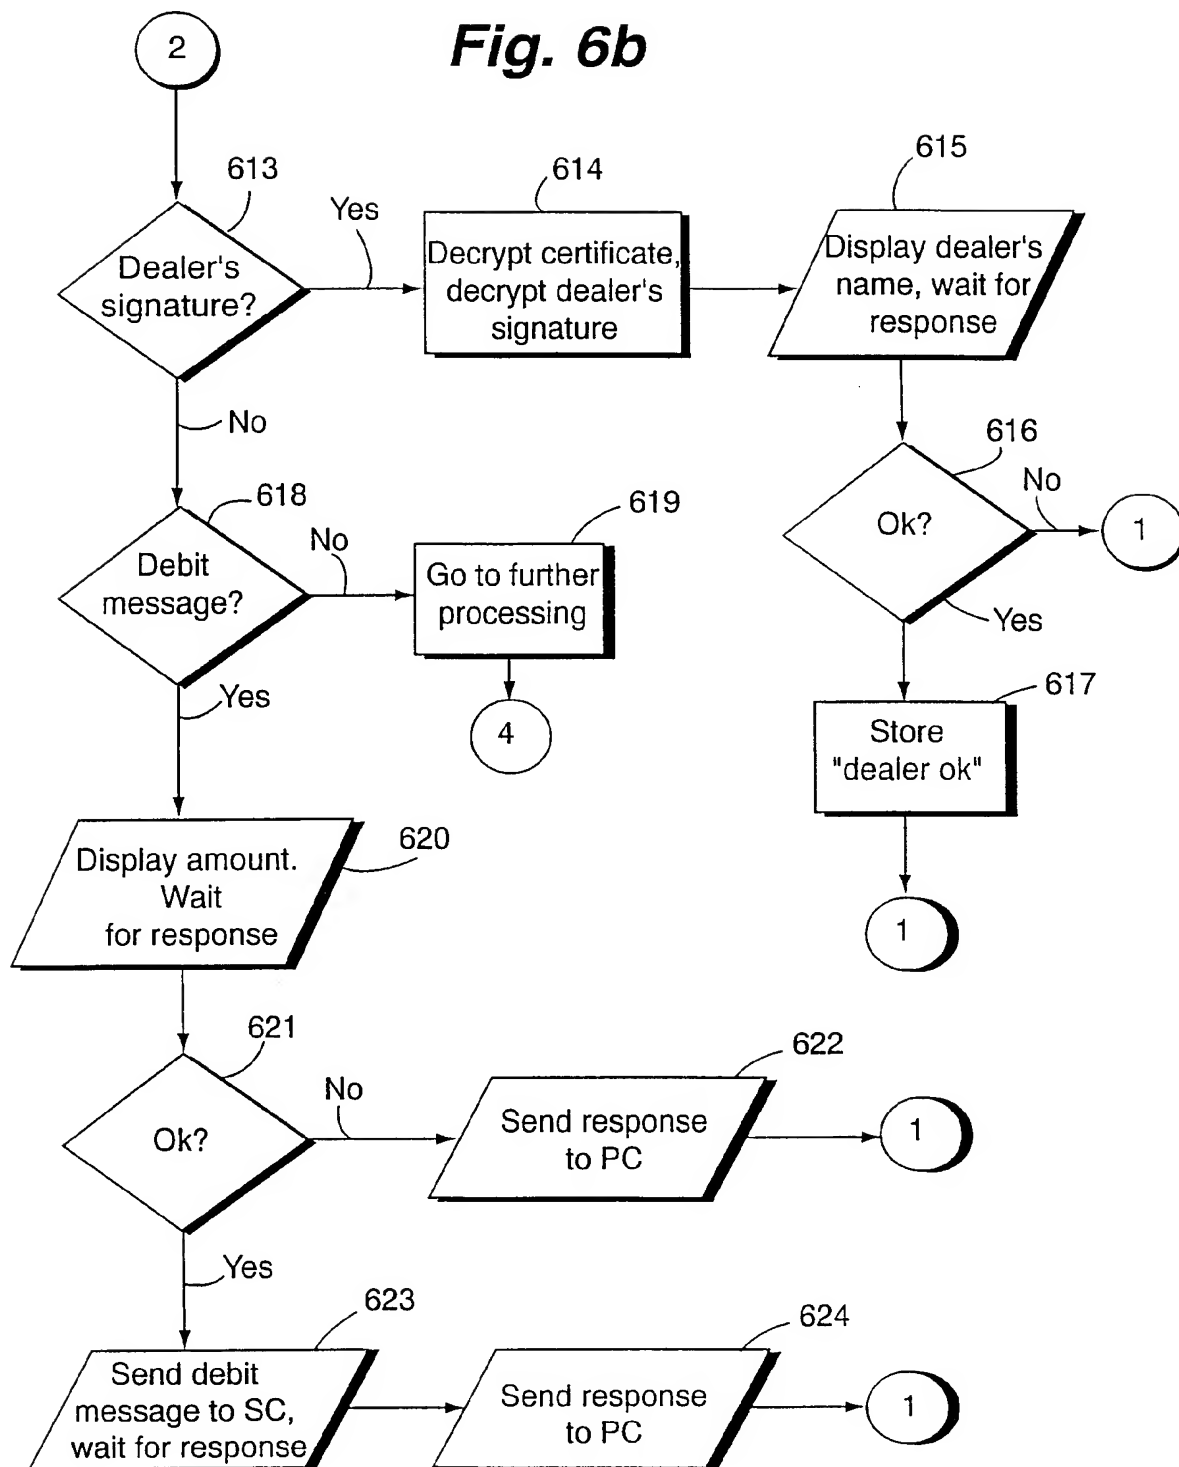 2
Fig. 6b
613
614
615
Yes
Dealer's
signature?
Decrypt certificate,
decrypt dealer's
signature
Display dealer's
name, wait for
response
No
616
No
Ok?
1
Yes
618
619
No
Debit
message?
Go to further
processing
Yes
4
617
Store
"dealer ok"
1
620
Display amount.
Wait
for response
621
622
No
Ok?
Send response
to PC
1
Yes
623
624
Send debit
message to SC,
wait for response
Send response
to PC
1